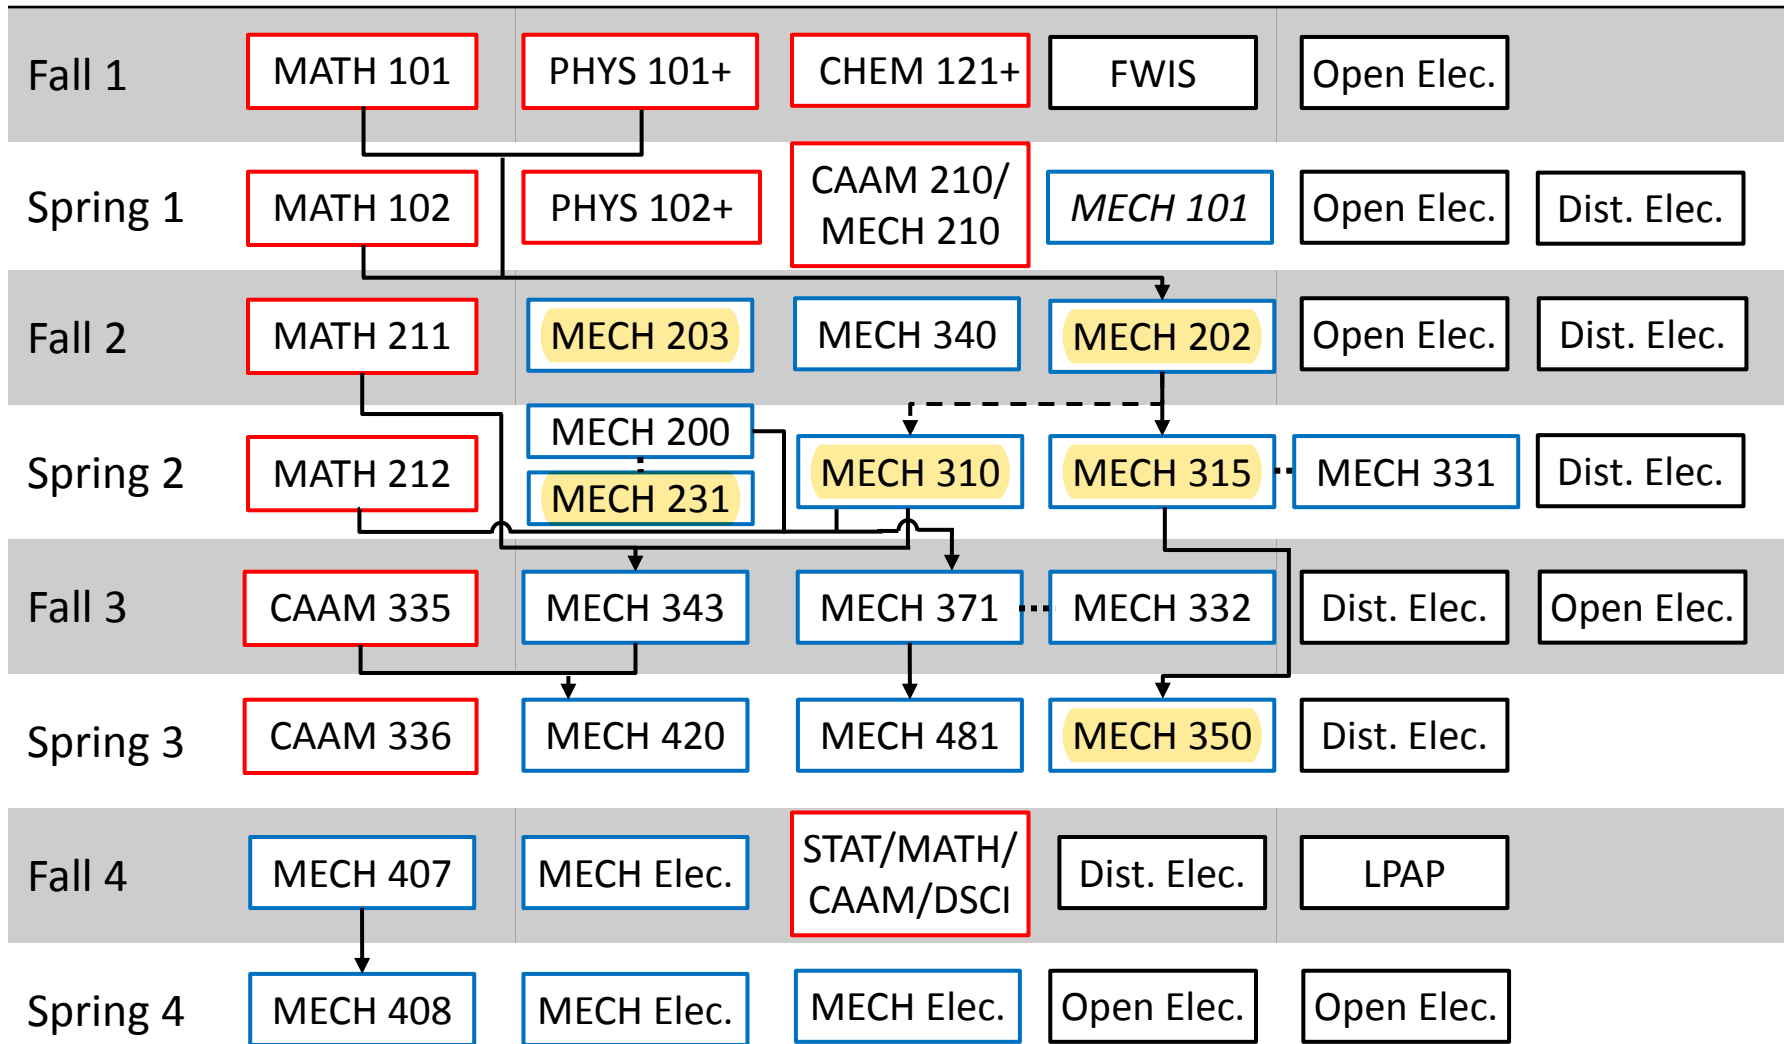 Fall 1
MATH 101
PHYS 101+
CHEM 121+
FWIS
Open Elec.
Spring 1
MATH 102
PHYS 102+
CAAM 210/
MECH 210
MECH 101
Open Elec.
Dist. Elec.
Fall 2
MATH 211
MECH 203
MECH 340
MECH 202
Open Elec.
Dist. Elec.
Spring 2
MATH 212
MECH 200
MECH 231
MECH 310
MECH 315
MECH 331
Dist. Elec.
Fall 3
CAAM 335
MECH 343
MECH 371
MECH 332
Dist. Elec.
Open Elec.
Spring 3
CAAM 336
MECH 420
MECH 481
MECH 350
Dist. Elec.
Fall 4
MECH 407
MECH Elec.
STAT/MATH/
CAAM/DSCI
Dist. Elec.
LPAP
Spring 4
MECH 408
MECH Elec.
MECH Elec.
Open Elec.
Open Elec.